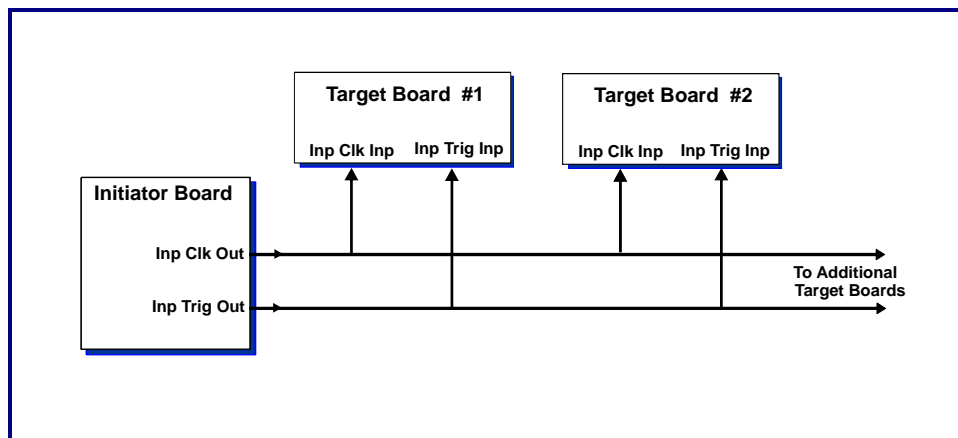 Target Board #1
Inp Clk Inp
Inp Trig Inp
Target Board #2
Inp Clk Inp
Inp Trig Inp
Initiator Board
Inp Clk Out
Inp Trig Out
To Additional
Target Boards